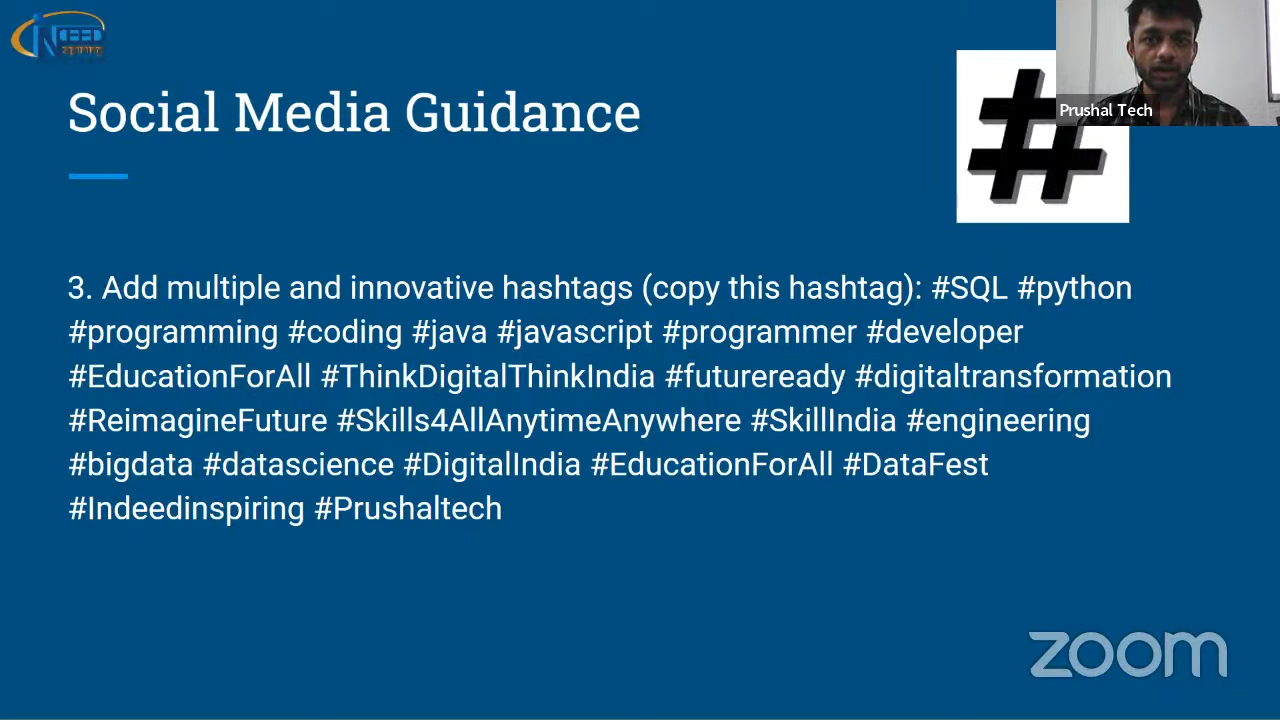 INDEED
Social Media Guidance
#
Prushal Tech
3. Add multiple and innovative hashtags (copy this hashtag): #SQL #python
#programming #coding #java #javascript #programmer #developer
#EducationForAll #ThinkDigitalThinkIndia #futureready #digitaltransformation
#ReimagineFuture #Skills4AllAnytimeAnywhere #SkillIndia #engineering
#bigdata #datascience #DigitalIndia #EducationForAll #DataFest
#Indeedinspiring #Prushaltech
zoom